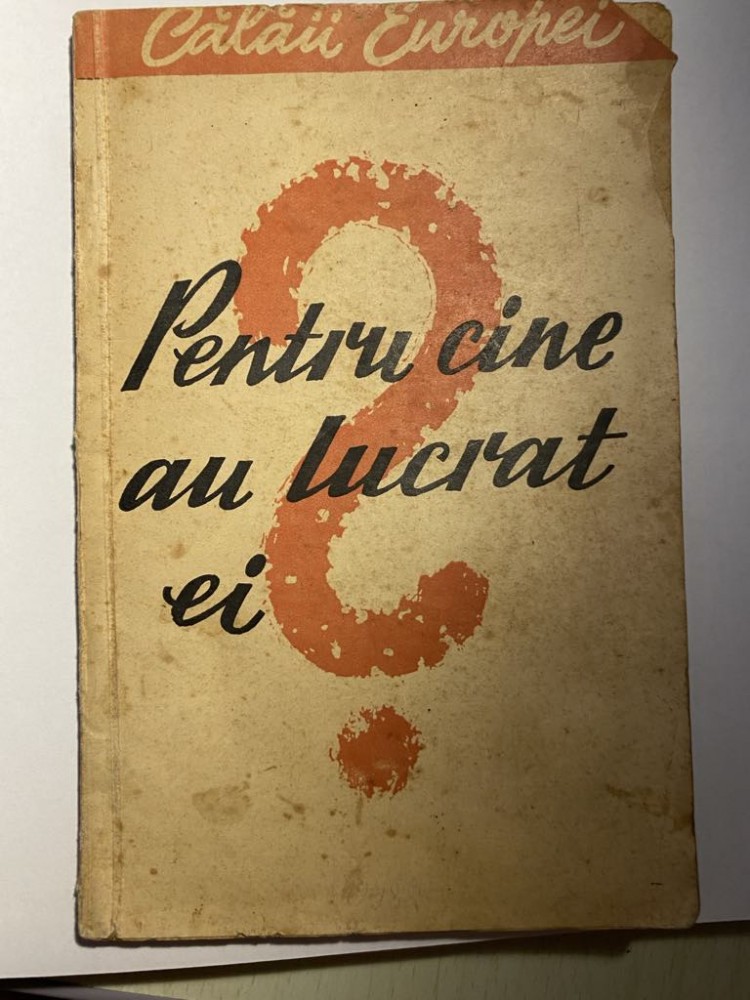 Călăii Europei
Pentru cine
au lucrat
ei ?